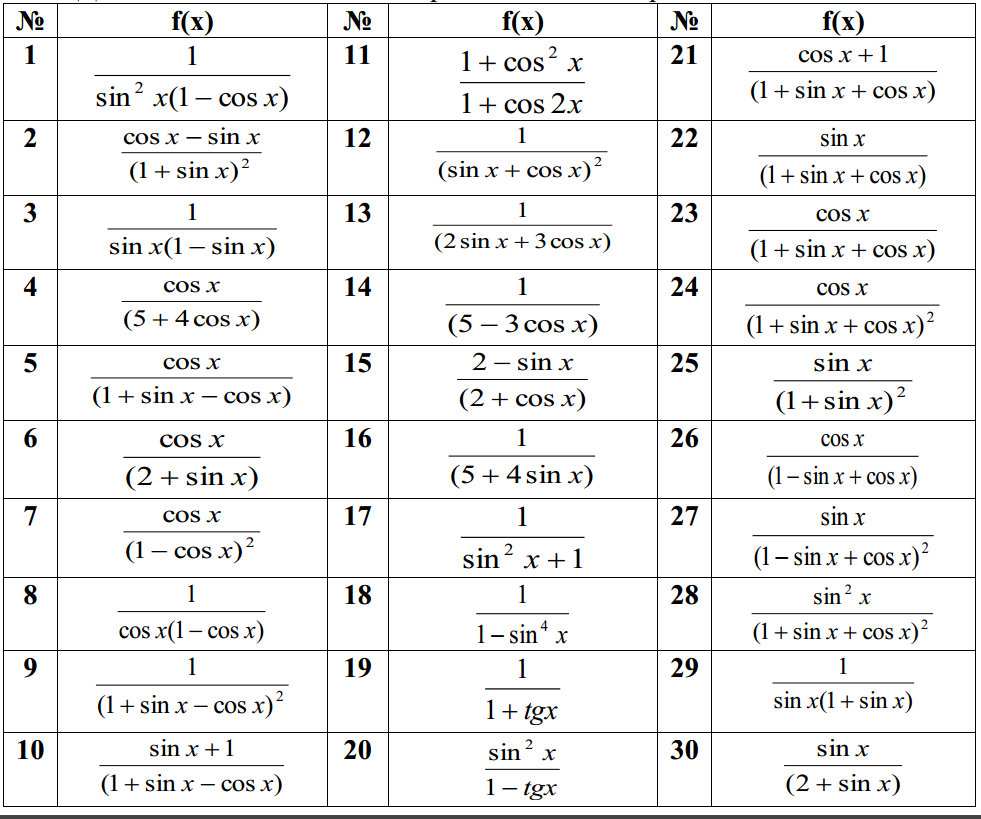 № f(x) № f(x) № f(x)
1 \frac{1}{\sin^2 x(1 - \cos x)} 11 \frac{1 + \cos^2 x}{1 + \cos 2x} 21 \frac{\cos x + 1}{(1 + \sin x + \cos x)}
2 \frac{\cos x - \sin x}{(1 + \sin x)^2} 12 \frac{1}{(\sin x + \cos x)^2} 22 \frac{\sin x}{(1 + \sin x + \cos x)}
3 \frac{1}{\sin x(1 - \sin x)} 13 \frac{1}{(2 \sin x + 3 \cos x)} 23 \frac{\cos x}{(1 + \sin x + \cos x)}
4 \frac{\cos x}{(5 + 4 \cos x)} 14 \frac{1}{(5 - 3 \cos x)} 24 \frac{\cos x}{(1 + \sin x + \cos x)^2}
5 \frac{\cos x}{(1 + \sin x - \cos x)} 15 \frac{2 - \sin x}{(2 + \cos x)} 25 \frac{\sin x}{(1 + \sin x)^2}
6 \frac{\cos x}{(2 + \sin x)} 16 \frac{1}{(5 + 4 \sin x)} 26 \frac{\cos x}{(1 - \sin x + \cos x)}
7 \frac{\cos x}{(1 - \cos x)^2} 17 \frac{1}{\sin^2 x + 1} 27 \frac{\sin x}{(1 - \sin x + \cos x)^2}
8 \frac{1}{\cos x(1 - \cos x)} 18 \frac{1}{1 - \sin^4 x} 28 \frac{\sin^2 x}{(1 + \sin x + \cos x)^2}
9 \frac{1}{(1 + \sin x - \cos x)^2} 19 \frac{1}{1 + tgx} 29 \frac{1}{\sin x(1 + \sin x)}
10 \frac{\sin x + 1}{(1 + \sin x - \cos x)} 20 \frac{\sin^2 x}{1 - tgx} 30 \frac{\sin x}{(2 + \sin x)}